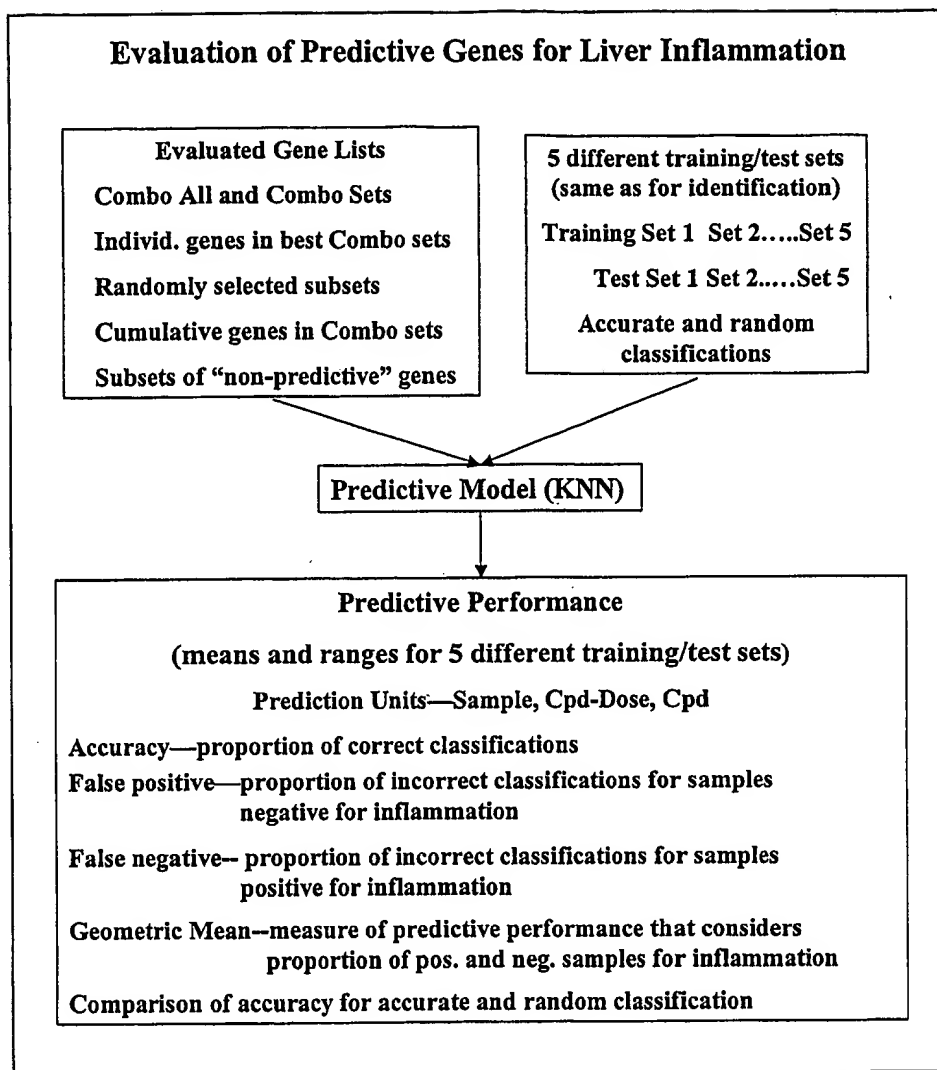 Evaluation of Predictive Genes for Liver Inflammation
Evaluated Gene Lists
Combo All and Combo Sets
Individ. genes in best Combo sets
Randomly selected subsets
Cumulative genes in Combo sets
Subsets of “non-predictive” genes
5 different training/test sets
(same as for identification)
Training Set 1 Set 2.....Set 5
Test Set 1 Set 2.....Set 5
Accurate and random
classifications
Predictive Model (KNN)
Predictive Performance
(means and ranges for 5 different training/test sets)
Prediction Units—Sample, Cpd-Dose, Cpd
Accuracy—proportion of correct classifications
False positive—proportion of incorrect classifications for samples
negative for inflammation
False negative-- proportion of incorrect classifications for samples
positive for inflammation
Geometric Mean--measure of predictive performance that considers
proportion of pos. and neg. samples for inflammation
Comparison of accuracy for accurate and random classification